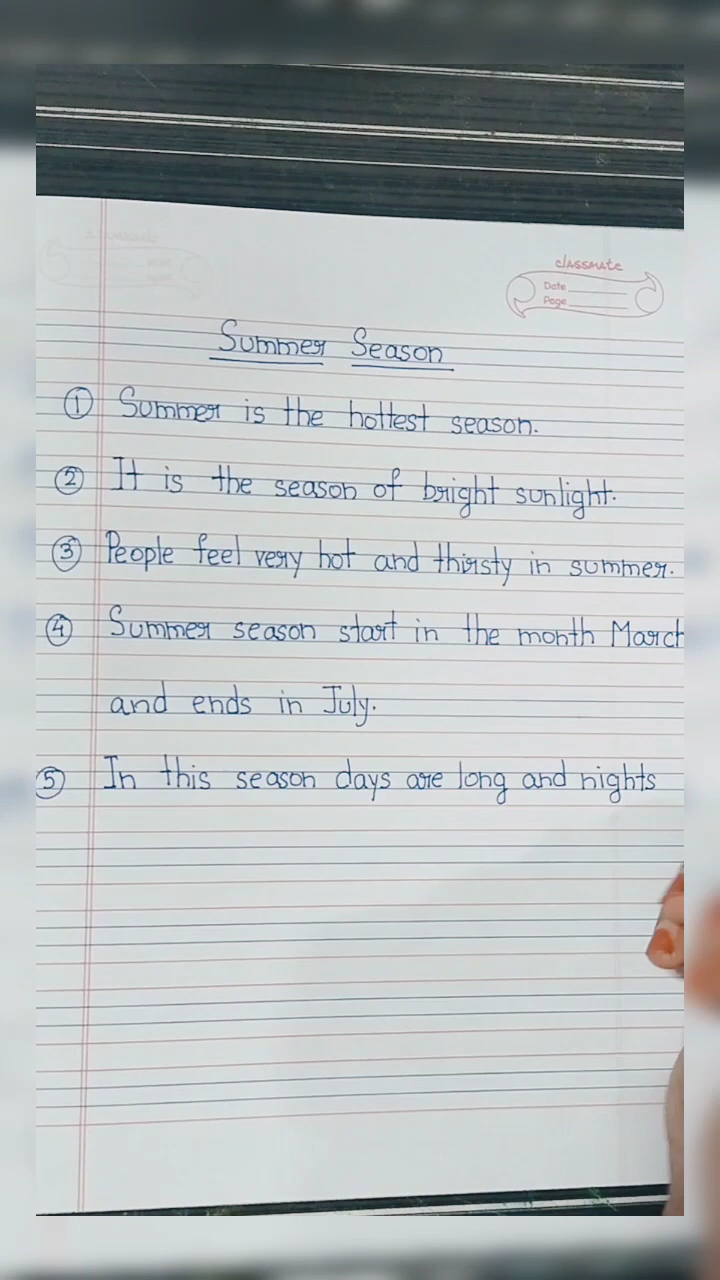 classmate
Date
Page
Summer Season
① Summer is the hottest season.
② It is the season of bright sunlight.
③ People feel very hot and thirsty in summer.
④ Summer season start in the month March
and ends in July.
⑤ In this season days are long and nights